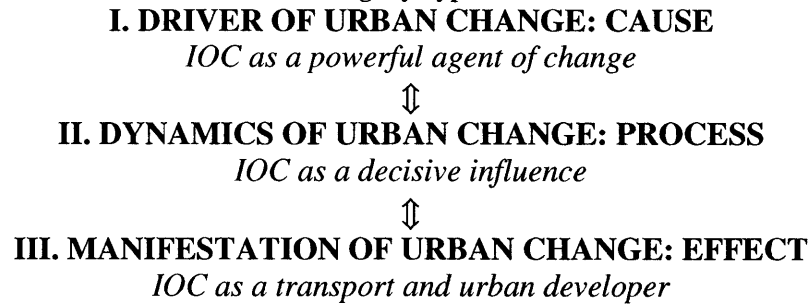 I. DRIVER OF URBAN CHANGE: CAUSE
IOC as a powerful agent of change
⇕
II. DYNAMICS OF URBAN CHANGE: PROCESS
IOC as a decisive influence
⇕
III. MANIFESTATION OF URBAN CHANGE: EFFECT
IOC as a transport and urban developer